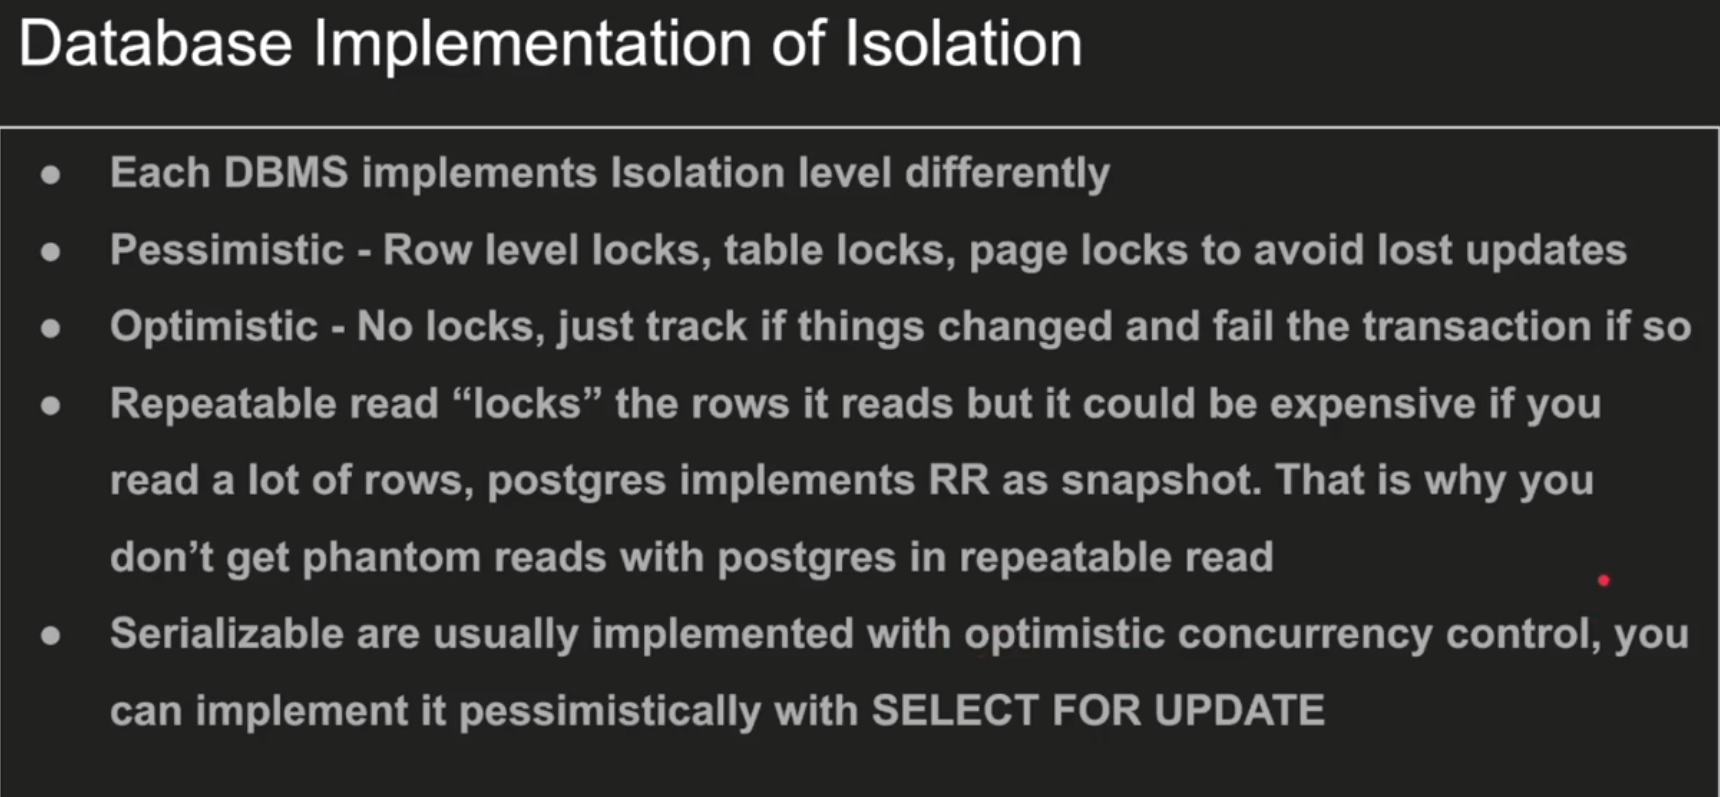 Database Implementation of Isolation
● Each DBMS implements Isolation level differently
● Pessimistic - Row level locks, table locks, page locks to avoid lost updates
● Optimistic - No locks, just track if things changed and fail the transaction if so
● Repeatable read “locks” the rows it reads but it could be expensive if you
read a lot of rows, postgres implements RR as snapshot. That is why you
don’t get phantom reads with postgres in repeatable read
● Serializable are usually implemented with optimistic concurrency control, you
can implement it pessimistically with SELECT FOR UPDATE